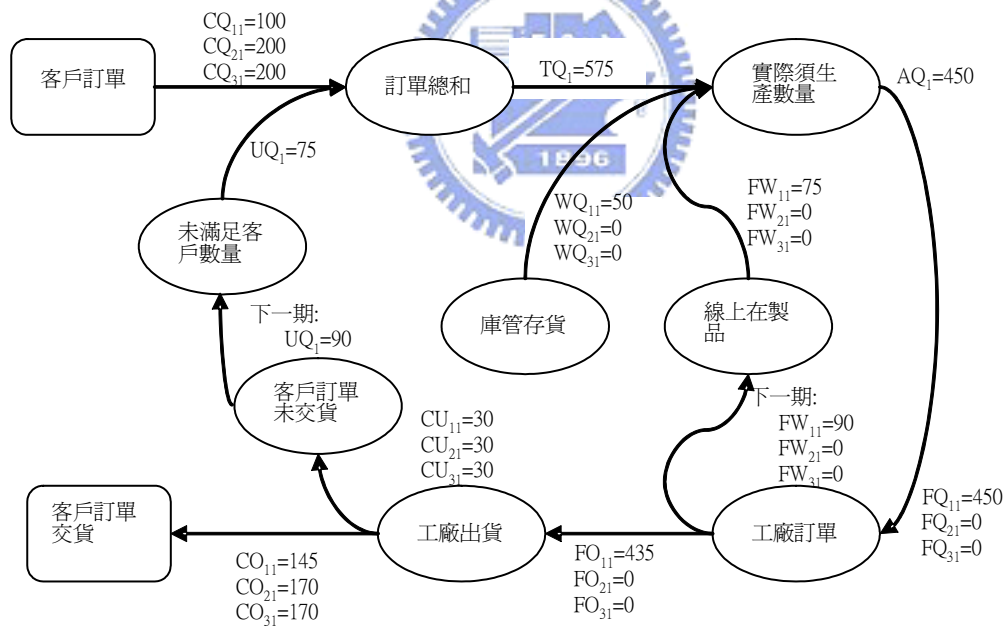 CQ₁₁=100
CQ₂₁=200
CQ₃₁=200
客戶訂單
訂單總和
TQ₁=575
實際須生
產數量
AQ₁=450
UQ₁=75
1896
WQ₁₁=50
WQ₂₁=0
WQ₃₁=0
FW₁₁=75
FW₂₁=0
FW₃₁=0
未滿足客
戶數量
下一期:
UQ₁=90
庫管存貨
線上在製
品
客戶訂單
未交貨
CU₁₁=30
CU₂₁=30
CU₃₁=30
下一期:
FW₁₁=90
FW₂₁=0
FW₃₁=0
客戶訂單
交貨
工廠出貨
工廠訂單
FQ₁₁=450
FQ₂₁=0
FQ₃₁=0
CO₁₁=145
CO₂₁=170
CO₃₁=170
FO₁₁=435
FO₂₁=0
FO₃₁=0